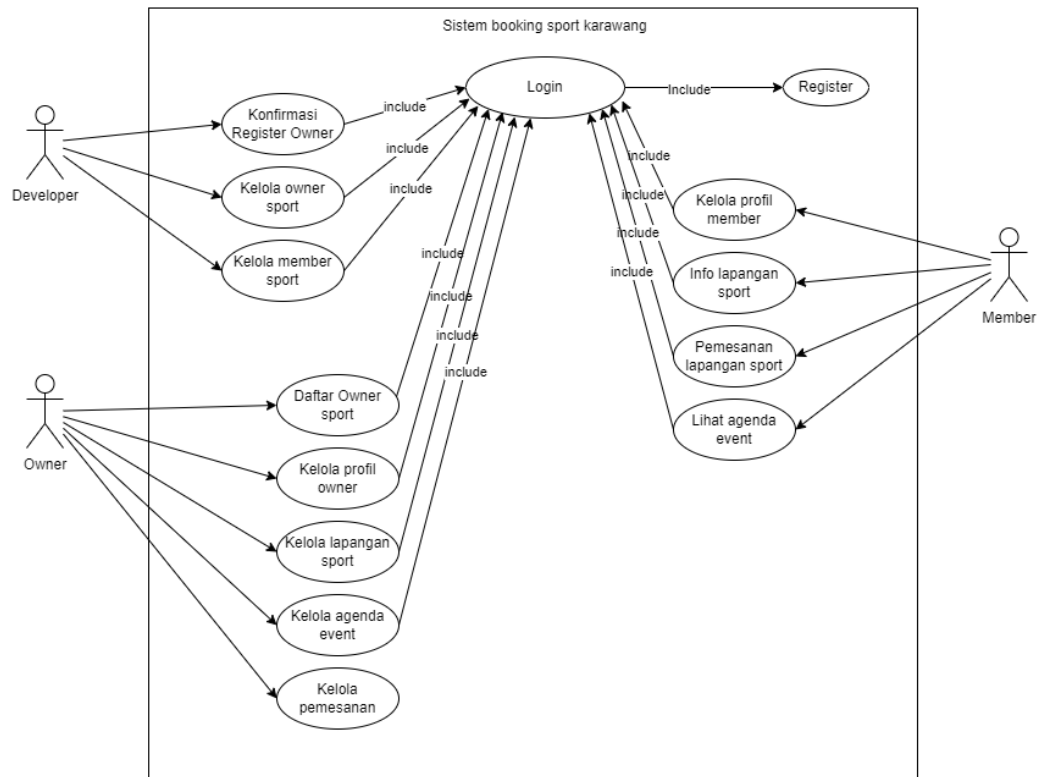 Sistem booking sport karawang
Login
Include
Register
Konfirmasi
Register Owner
include
Developer
Kelola owner
sport
include
Kelola member
sport
include
include
Kelola profil
member
include
Info lapangan
sport
include
Pemesanan
lapangan sport
include
Lihat agenda
event
Member
include
include
include
include
Daftar Owner
sport
Owner
Kelola profil
owner
Kelola lapangan
sport
Kelola agenda
event
Kelola
pemesanan